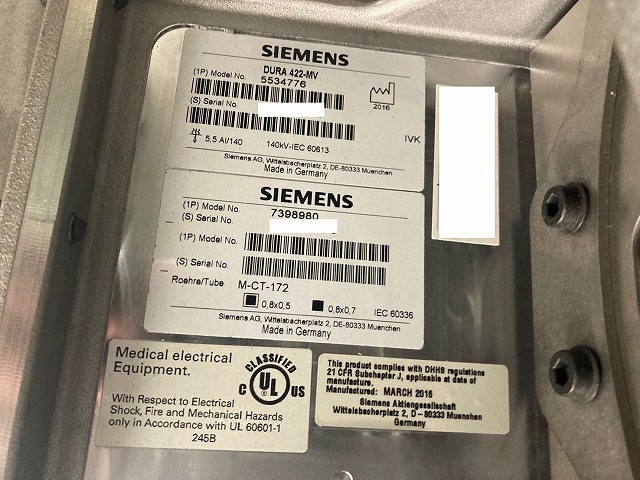 SIEMENS
DURA 422-MV
(1P) Model No. 5534776
(S) Serial No.
2016
IVK
5,5 Al/140 140kV-IEC 60613
Siemens AG, Wittelsbacherplatz 2, DE-80333 Muenchen
Made in Germany
SIEMENS
(1P) Model No. 7398980
(S) Serial No.
(1P) Model No.
(S) Serial No.
Roehre/Tube M-CT-172
0,8x0,5 0,8x0,7 IEC 60336
Siemens AG, Wittelsbacherplatz 2, DE-80333 Muenchen
Made in Germany
Medical electrical
Equipment.
CLASSIFIED
C UL US
With Respect to Electrical
Shock, Fire and Mechanical Hazards
only in Accordance with UL 60601-1
245B
This product complies with DHHS regulations
21 CFR Subchapter J, applicable at date of
manufacture.
Manufactured: MARCH 2016
Siemens Aktiengesellschaft
Wittelsbacherplatz 2, D-80333 Muenchen
Germany